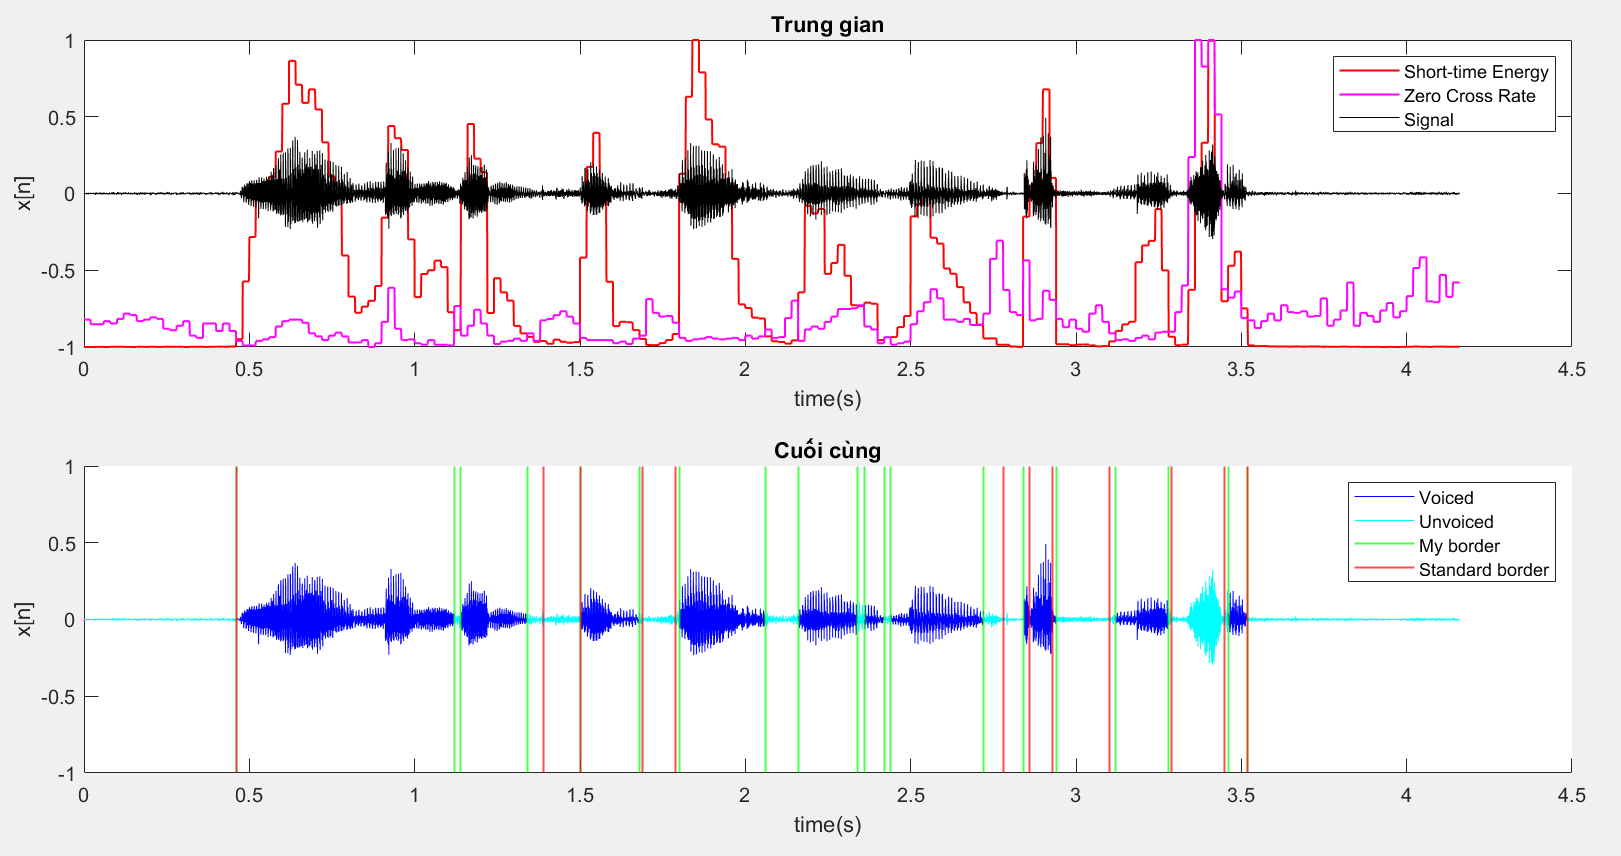 Trung gian
1
0.5
0
-0.5
-1
x[n]
0 0.5 1 1.5 2 2.5 3 3.5 4 4.5
time(s)
Short-time Energy
Zero Cross Rate
Signal
Cuối cùng
1
0.5
0
-0.5
-1
x[n]
0 0.5 1 1.5 2 2.5 3 3.5 4 4.5
time(s)
Voiced
Unvoiced
My border
Standard border